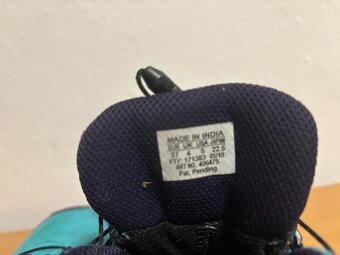 MADE IN INDIA
EUR UK USA JAPAN
37 4 5 22.5
FTY: 171383 05/18
ART NO. 406475
Pat. Pending